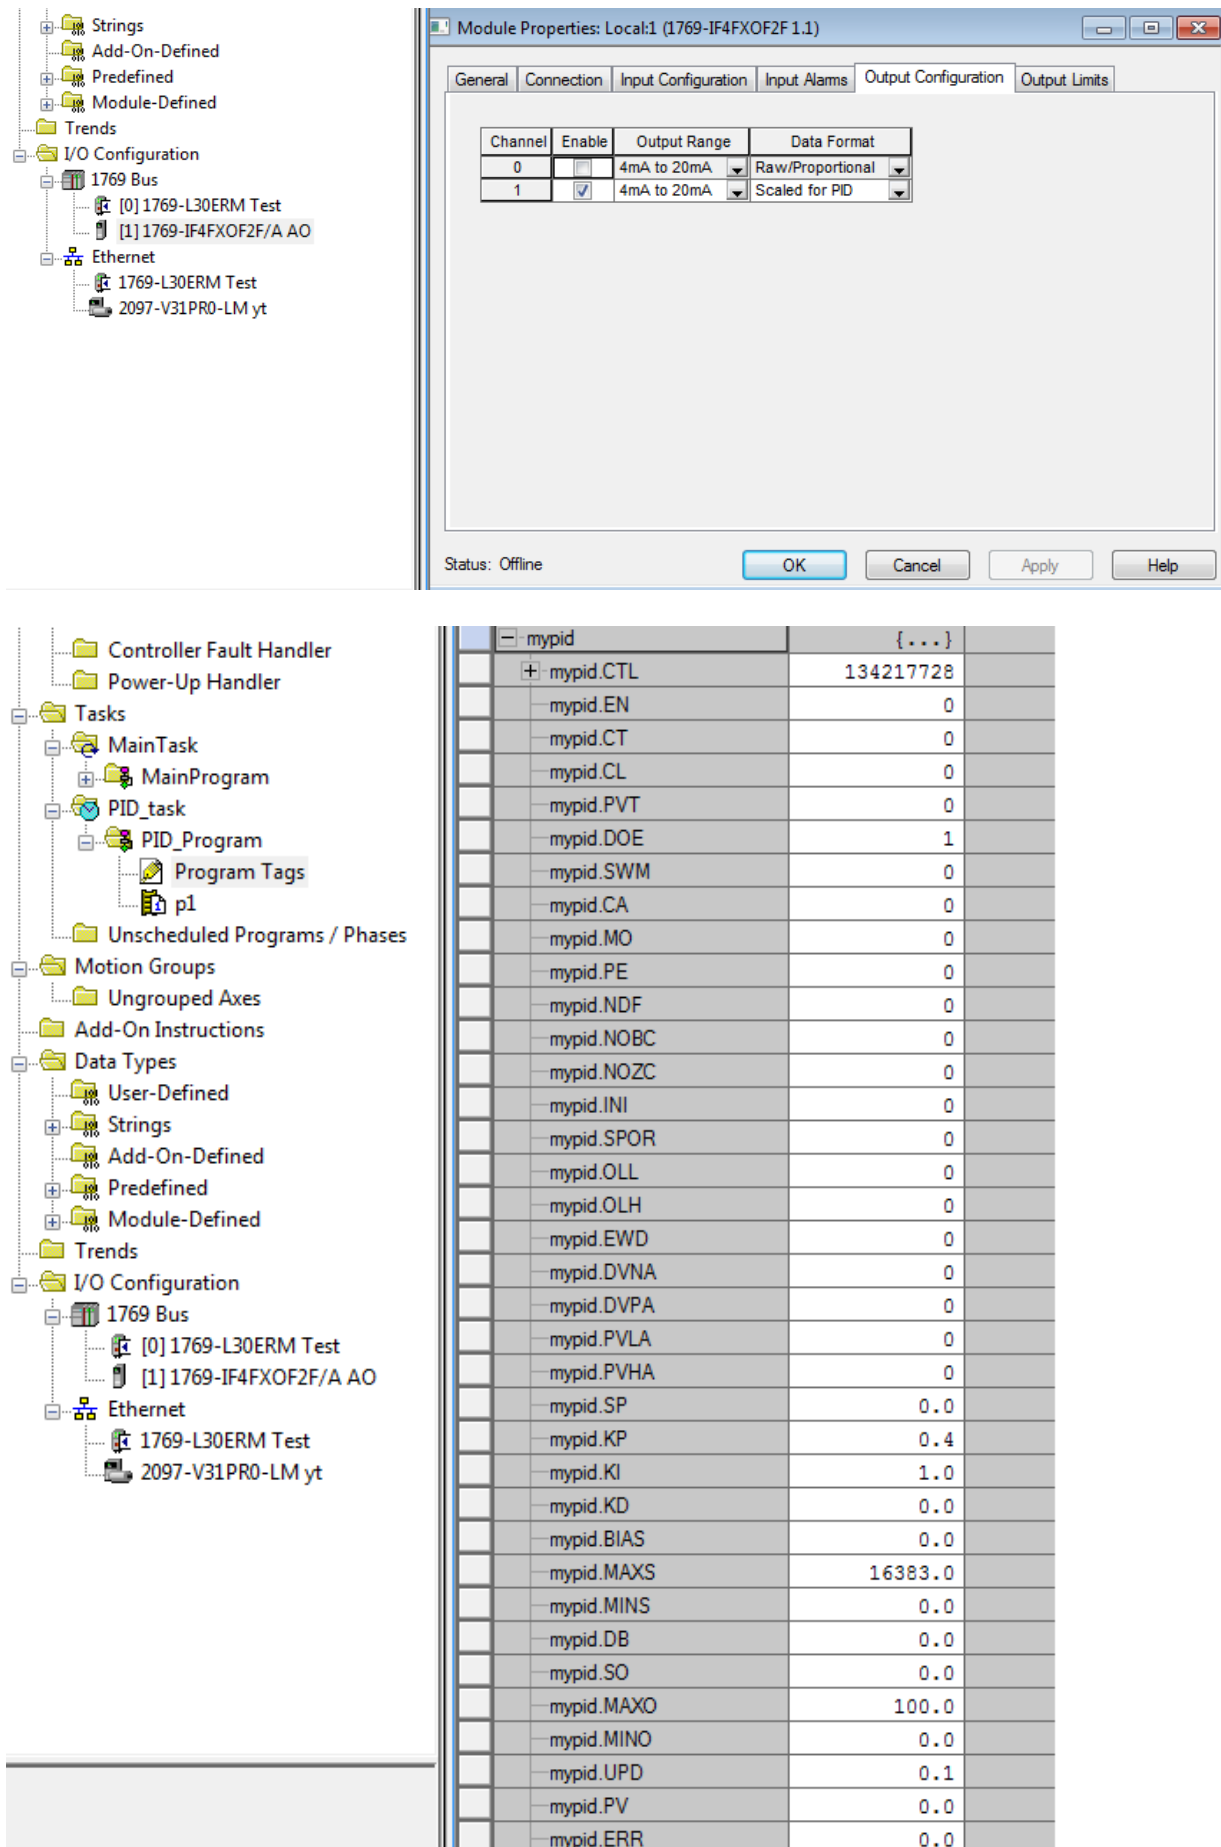 Strings
Add-On-Defined
Predefined
Module-Defined
Trends
I/O Configuration
1769 Bus
[0] 1769-L30ERM Test
[1] 1769-IF4FXOF2F/A AO
Ethernet
1769-L30ERM Test
2097-V31PR0-LM yt
Module Properties: Local:1 (1769-IF4FXOF2F 1.1)
General Connection Input Configuration Input Alarms Output Configuration Output Limits
Channel Enable Output Range Data Format
0 4mA to 20mA Raw/Proportional
1 4mA to 20mA Scaled for PID
Status: Offline OK Cancel Apply Help
Controller Fault Handler
Power-Up Handler
Tasks
MainTask
MainProgram
PID_task
PID_Program
Program Tags
p1
Unscheduled Programs / Phases
Motion Groups
Ungrouped Axes
Add-On Instructions
Data Types
User-Defined
Strings
Add-On-Defined
Predefined
Module-Defined
Trends
I/O Configuration
1769 Bus
[0] 1769-L30ERM Test
[1] 1769-IF4FXOF2F/A AO
Ethernet
1769-L30ERM Test
2097-V31PR0-LM yt
mypid {...}
mypid.CTL 134217728
mypid.EN 0
mypid.CT 0
mypid.CL 0
mypid.PVT 0
mypid.DOE 1
mypid.SWM 0
mypid.CA 0
mypid.MO 0
mypid.PE 0
mypid.NDF 0
mypid.NOBC 0
mypid.NOZC 0
mypid.INI 0
mypid.SPOR 0
mypid.OLL 0
mypid.OLH 0
mypid.EWD 0
mypid.DVNA 0
mypid.DVPA 0
mypid.PVLA 0
mypid.PVHA 0
mypid.SP 0.0
mypid.KP 0.4
mypid.KI 1.0
mypid.KD 0.0
mypid.BIAS 0.0
mypid.MAXS 16383.0
mypid.MINS 0.0
mypid.DB 0.0
mypid.SO 0.0
mypid.MAXO 100.0
mypid.MINO 0.0
mypid.UPD 0.1
mypid.PV 0.0
mypid.ERR 0.0